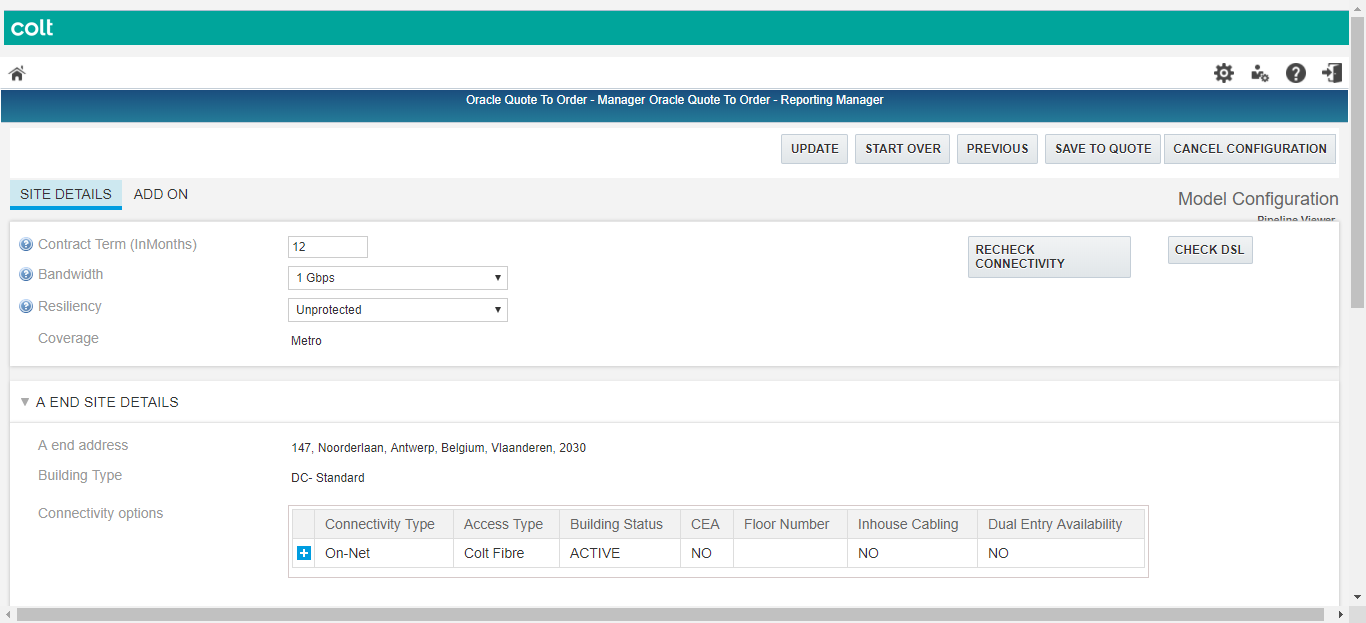 colt
Oracle Quote To Order - Manager Oracle Quote To Order - Reporting Manager
UPDATE START OVER PREVIOUS SAVE TO QUOTE CANCEL CONFIGURATION
SITE DETAILS ADD ON
Model Configuration
Pipeline Viewer
Contract Term (InMonths) 12
RECHECK CONNECTIVITY
CHECK DSL
Bandwidth 1 Gbps
Resiliency Unprotected
Coverage Metro
A END SITE DETAILS
A end address 147, Noorderlaan, Antwerp, Belgium, Vlaanderen, 2030
Building Type DC- Standard
Connectivity options
Connectivity Type Access Type Building Status CEA Floor Number Inhouse Cabling Dual Entry Availability
On-Net Colt Fibre ACTIVE NO NO NO